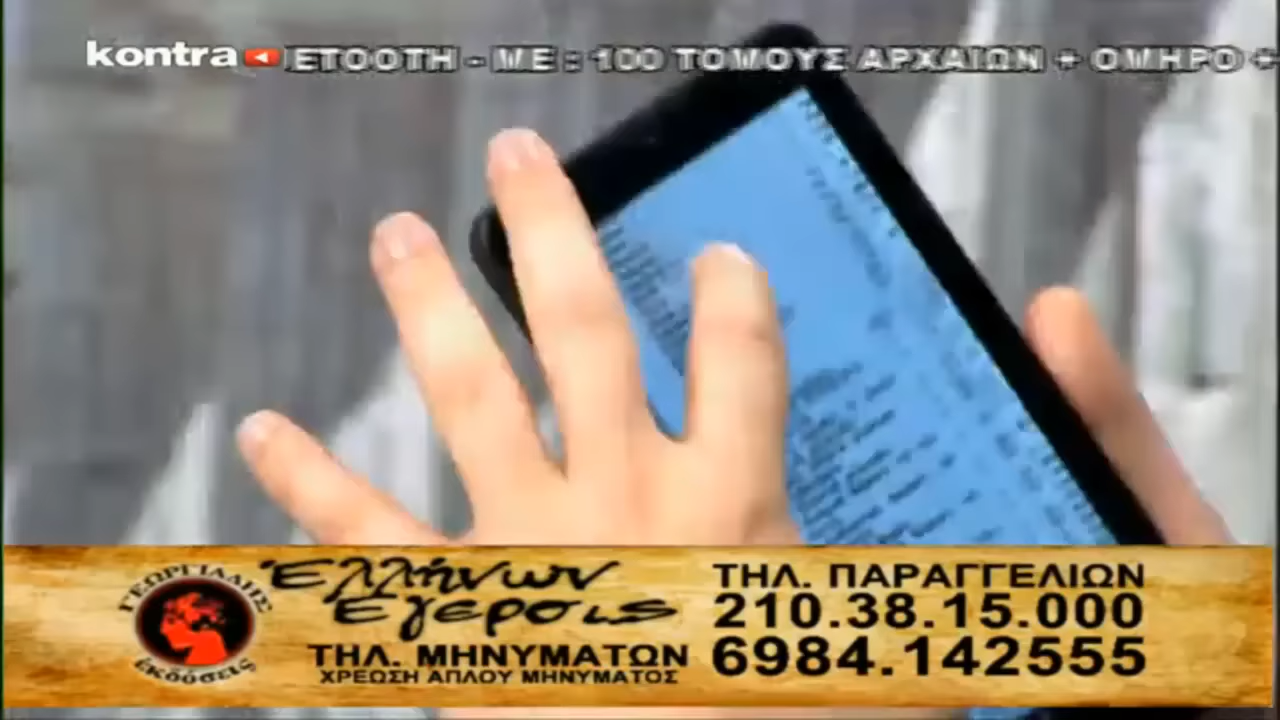 kontra
ΕΤΟΟΤΗ - ΜΕ : 100 ΤΟΜΟΥΣ ΑΡΧΑΙΩΝ + ΟΜΗΡΟ +
ΓΕΩΡΓΙΑΔΗΣ
εκδόσεις
Ἑλλήνων
Εγερσις
ΤΗΛ. ΜΗΝΥΜΑΤΩΝ
ΧΡΕΩΣΗ ΑΠΛΟΥ ΜΗΝΥΜΑΤΟΣ
ΤΗΛ. ΠΑΡΑΓΓΕΛΙΩΝ
210.38.15.000
6984.142555